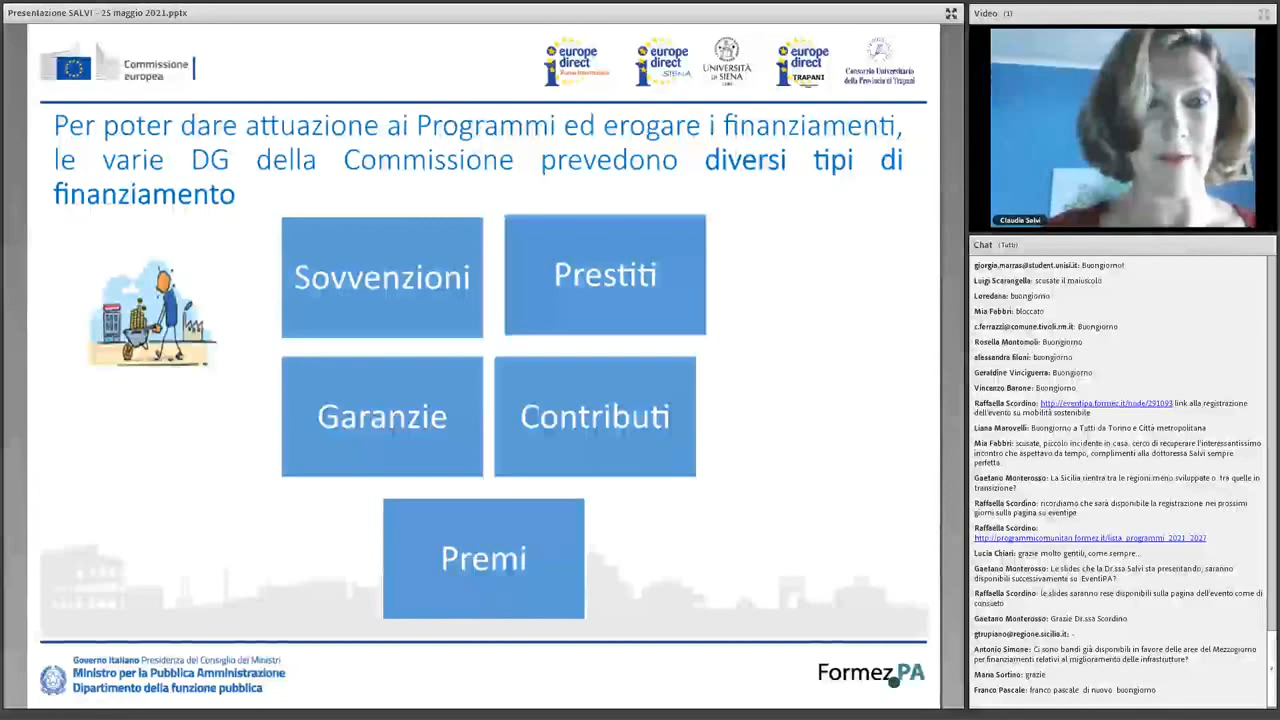 Presentazione SALVI - 25 maggio 2021.pptx
Commissione
europea
europe
direct
Roma Innovazione
europe
direct
SIENA
UNIVERSITÀ
DI SIENA
1240
europe
direct
TRAPANI
Consorzio Universitario
della Provincia di Trapani
Per poter dare attuazione ai Programmi ed erogare i finanziamenti,
le varie DG della Commissione prevedono diversi tipi di
finanziamento
Sovvenzioni
Prestiti
Garanzie
Contributi
Premi
Governo Italiano Presidenza del Consiglio dei Ministri
Ministro per la Pubblica Amministrazione
Dipartimento della funzione pubblica
Formez PA
Video (1)
Claudia Salvi
Chat (Tutti)
giorgia.marras@student.unisi.it: Buongiorno!
Luigi Scarangella: scusate il maiuscolo
Loredana: buongiorno
Mia Fabbri: bloccato
c.ferrazzi@comune.tivoli.rm.it: Buongiorno
Rosella Montomoli: Buongiorno
alessandra filoni: buongiorno
Geraldine Vinciguerra: Buongiorno
Vincenzo Barone: Buongiorno
Raffaella Scordino: http://eventipa.formez.it/node/291093 link alla registrazione
dell'evento su mobilità sostenibile
Liana Marovelli: Buongiorno a Tutti da Torino e Città metropolitana
Mia Fabbri: scusate, piccolo incidente in casa. cerco di recuperare l'interessantissimo
incontro che aspettavo da tempo, complimenti alla dottoressa Salvi sempre
perfetta.
Gaetano Monterosso: La Sicilia rientra tra le regioni meno sviluppate o tra quelle in
transizione?
Raffaella Scordino: ricordiamo che sarà disponibile la registrazione nei prossimi
giorni sulla pagina su eventipa
Raffaella Scordino:
http://programmicomunitari.formez.it/lista_programmi_2021_2027
Lucia Chiari: grazie molto gentili, come sempre...
Gaetano Monterosso: Le slides che la Dr.ssa Salvi sta presentando, saranno
disponibili successivamente su EventiPA?
Raffaella Scordino: le slides saranno rese disponibili sulla pagina dell'evento come di
consueto
Gaetano Monterosso: Grazie Dr.ssa Scordino
gtrupiano@regione.sicilia.it: -
Antonio Simone: Ci sono bandi già disponibili in favore delle aree del Mezzogiorno
per finanziamenti relativi al miglioramento delle infrastutture?
Maria Sortino: grazie
Franco Pascale: franco pascale di nuovo buongiorno